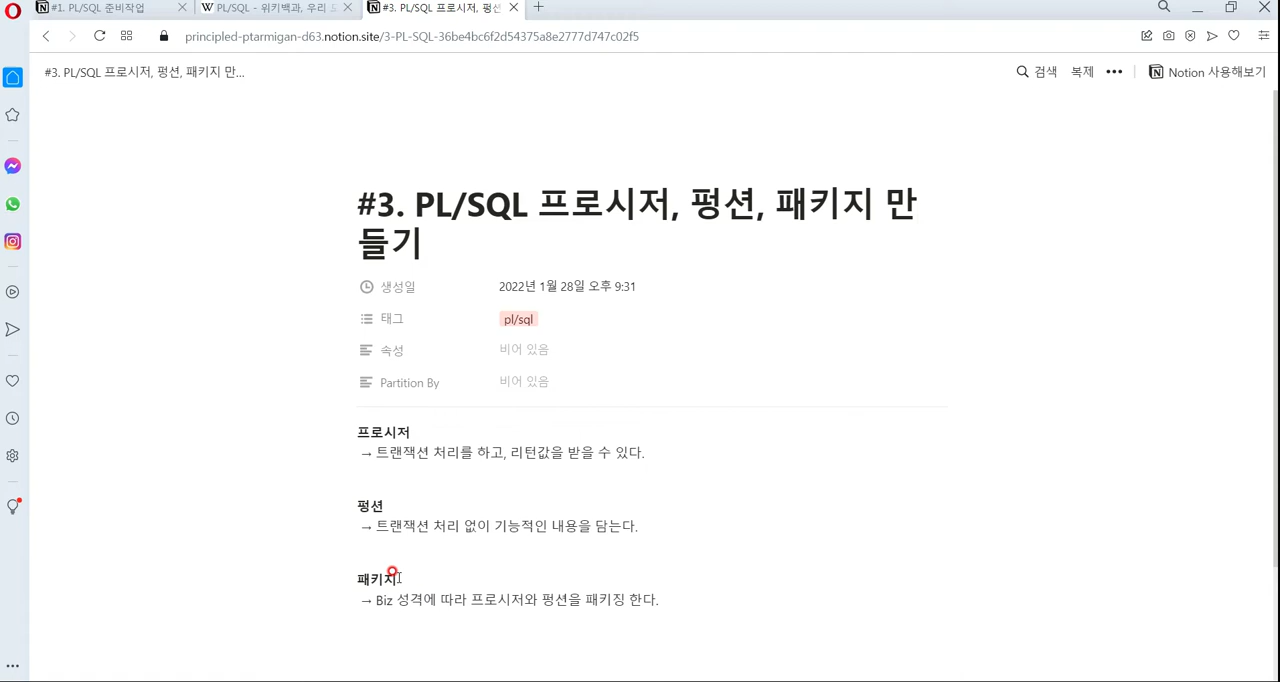 #1. PL/SQL 준비작업
PL/SQL - 위키백과, 우리 모
#3. PL/SQL 프로시저, 펑션
principled-ptarmigan-d63.notion.site/3-PL-SQL-36be4bc6f2d54375a8e2777d747c02f5
#3. PL/SQL 프로시저, 펑션, 패키지 만...
검색
복제
Notion 사용해보기
#3. PL/SQL 프로시저, 펑션, 패키지 만
들기
생성일 2022년 1월 28일 오후 9:31
태그 pl/sql
속성 비어 있음
Partition By 비어 있음
프로시저
→ 트랜잭션 처리를 하고, 리턴값을 받을 수 있다.
펑션
→ 트랜잭션 처리 없이 기능적인 내용을 담는다.
패키지
→ Biz 성격에 따라 프로시저와 펑션을 패키징 한다.